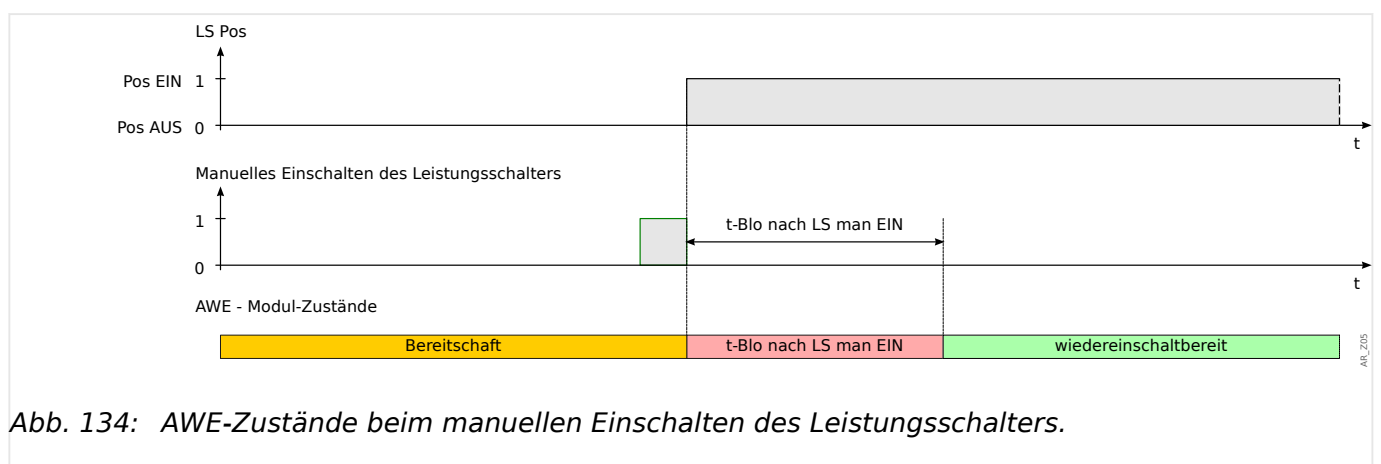 LS Pos
Pos EIN 1
Pos AUS 0
t
Manuelles Einschalten des Leistungsschalters
1
t-Blo nach LS man EIN
0
t
AWE - Modul-Zustände
Bereitschaft t-Blo nach LS man EIN wiedereinschaltbereit
AR_Z05
Abb. 134: AWE-Zustände beim manuellen Einschalten des Leistungsschalters.